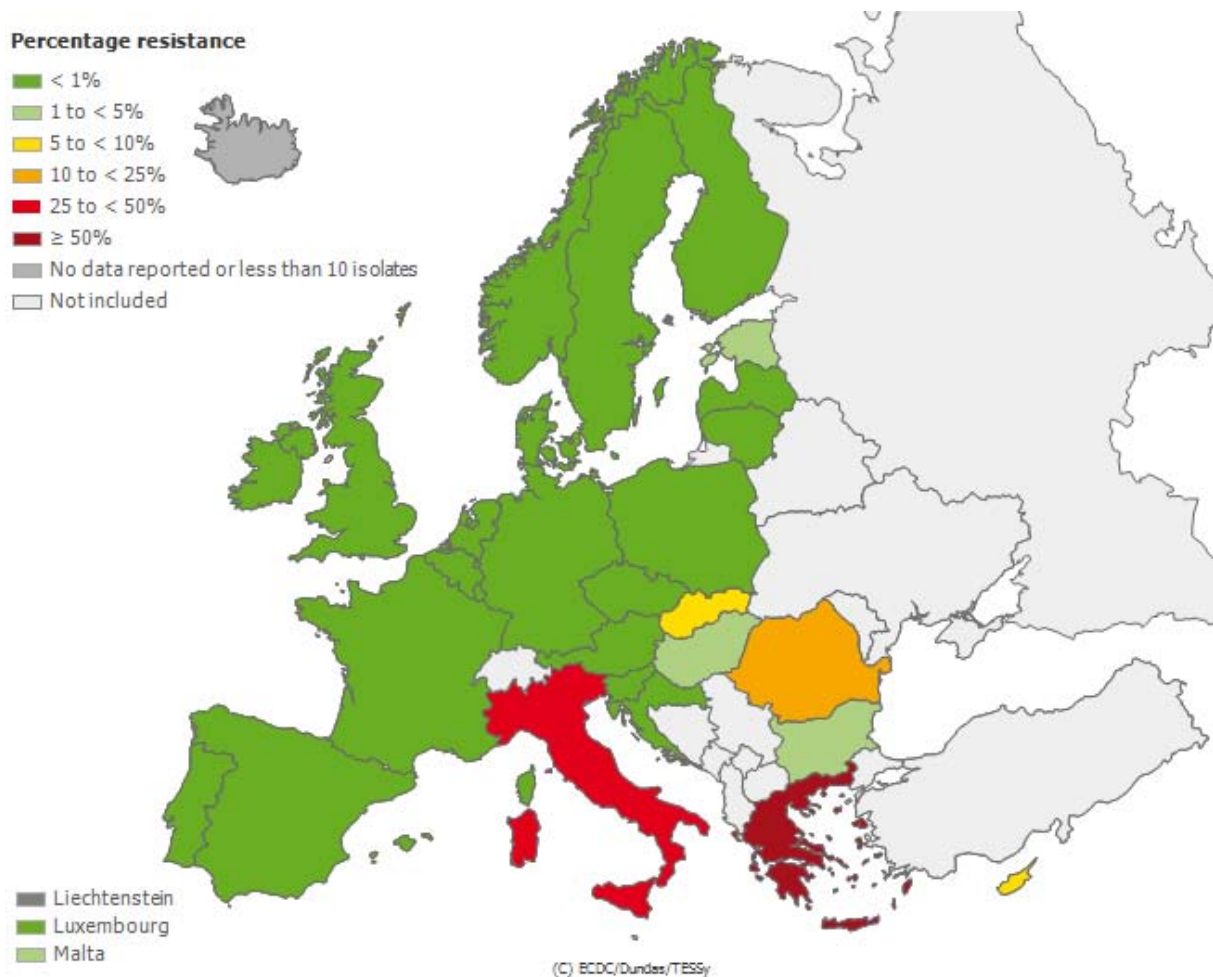 Percentage resistance
< 1%
1 to < 5%
5 to < 10%
10 to < 25%
25 to < 50%
≥ 50%
No data reported or less than 10 isolates
Not included
Liechtenstein
Luxembourg
Malta
(C) ECDC/Dundas/TESSy